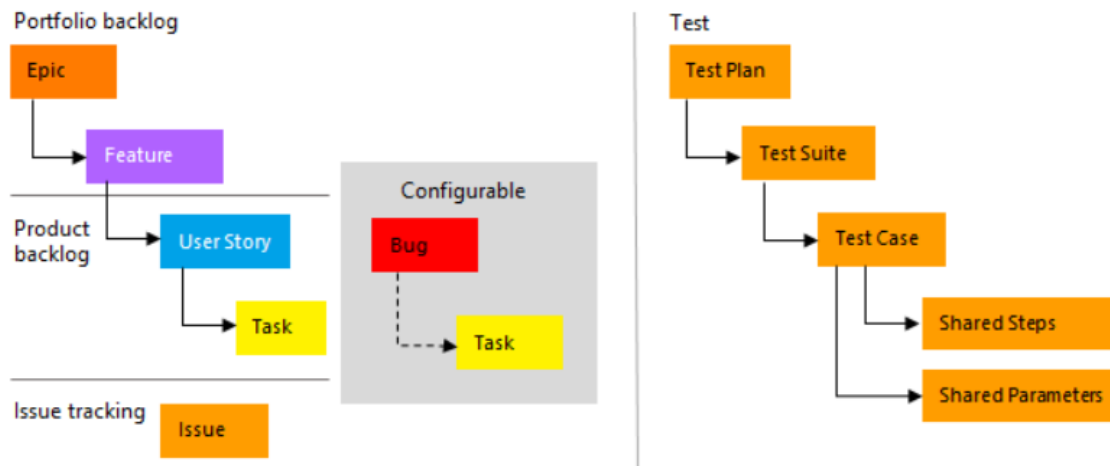 Portfolio backlog
Epic
Feature
Product
backlog
User Story
Task
Issue tracking
Issue
Configurable
Bug
Task
Test
Test Plan
Test Suite
Test Case
Shared Steps
Shared Parameters